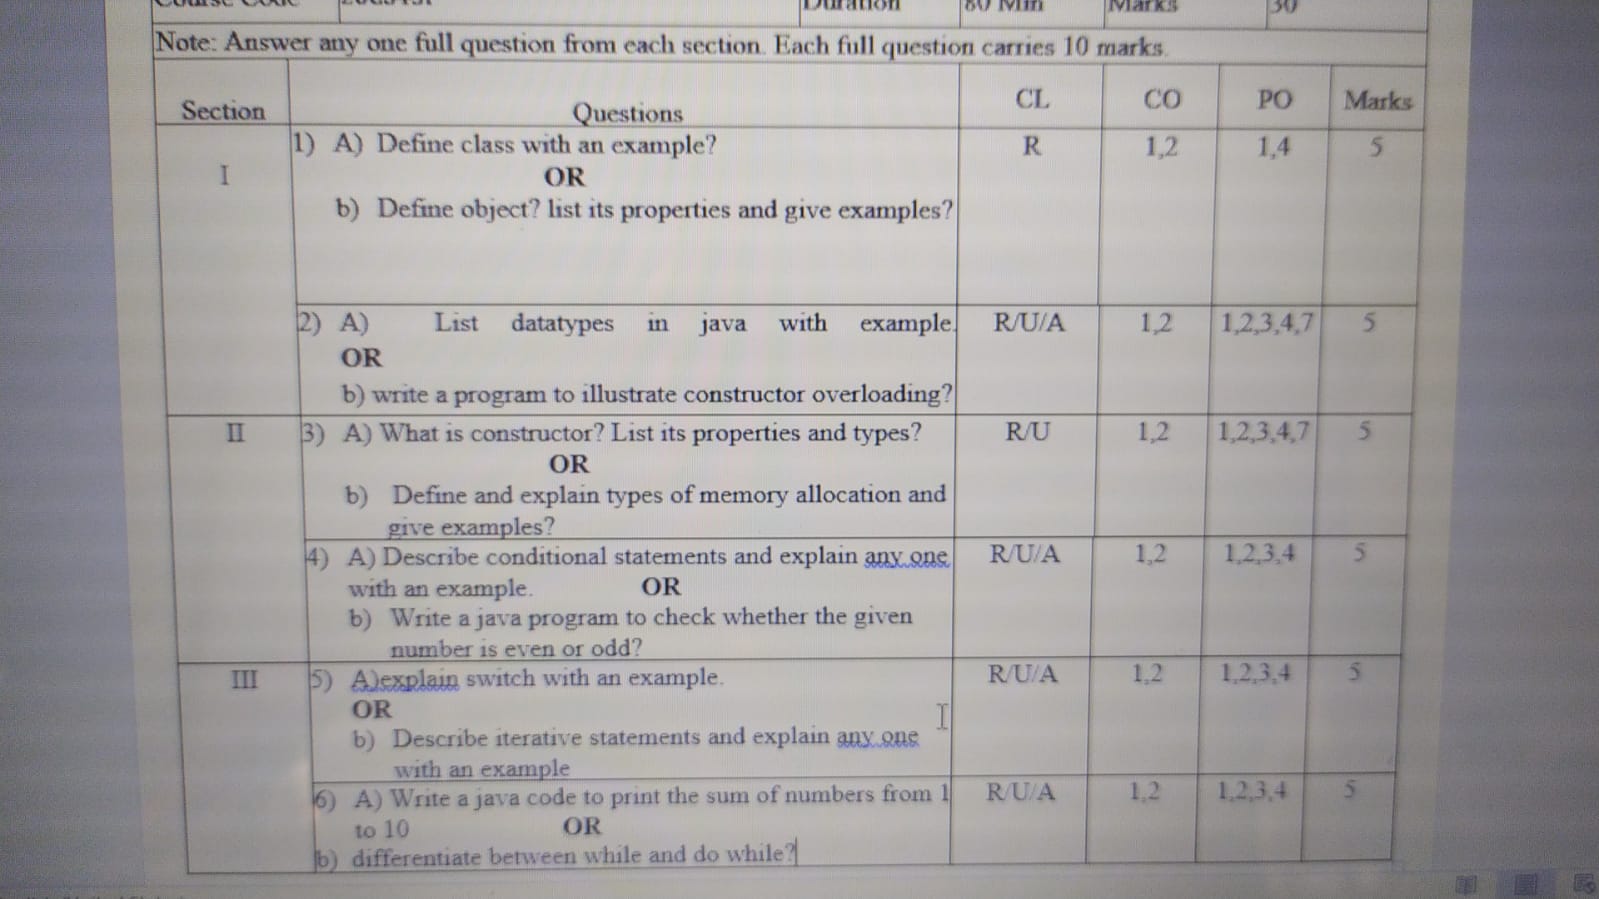 Duration 80 Min Marks 30
Note: Answer any one full question from each section. Each full question carries 10 marks.
Section Questions CL CO PO Marks
I
1) A) Define class with an example? R 1,2 1,4 5
OR
b) Define object? list its properties and give examples?
2) A) List datatypes in java with example. R/U/A 1,2 1,2,3,4,7 5
OR
b) write a program to illustrate constructor overloading?
II 3) A) What is constructor? List its properties and types? R/U 1,2 1,2,3,4,7 5
OR
b) Define and explain types of memory allocation and
give examples?
4) A) Describe conditional statements and explain any one R/U/A 1,2 1,2,3,4 5
with an example. OR
b) Write a java program to check whether the given
number is even or odd?
III 5) A)explain switch with an example. R/U/A 1,2 1,2,3,4 5
OR
b) Describe iterative statements and explain any one
with an example
6) A) Write a java code to print the sum of numbers from 1 R/U/A 1,2 1,2,3,4 5
to 10 OR
b) differentiate between while and do while?